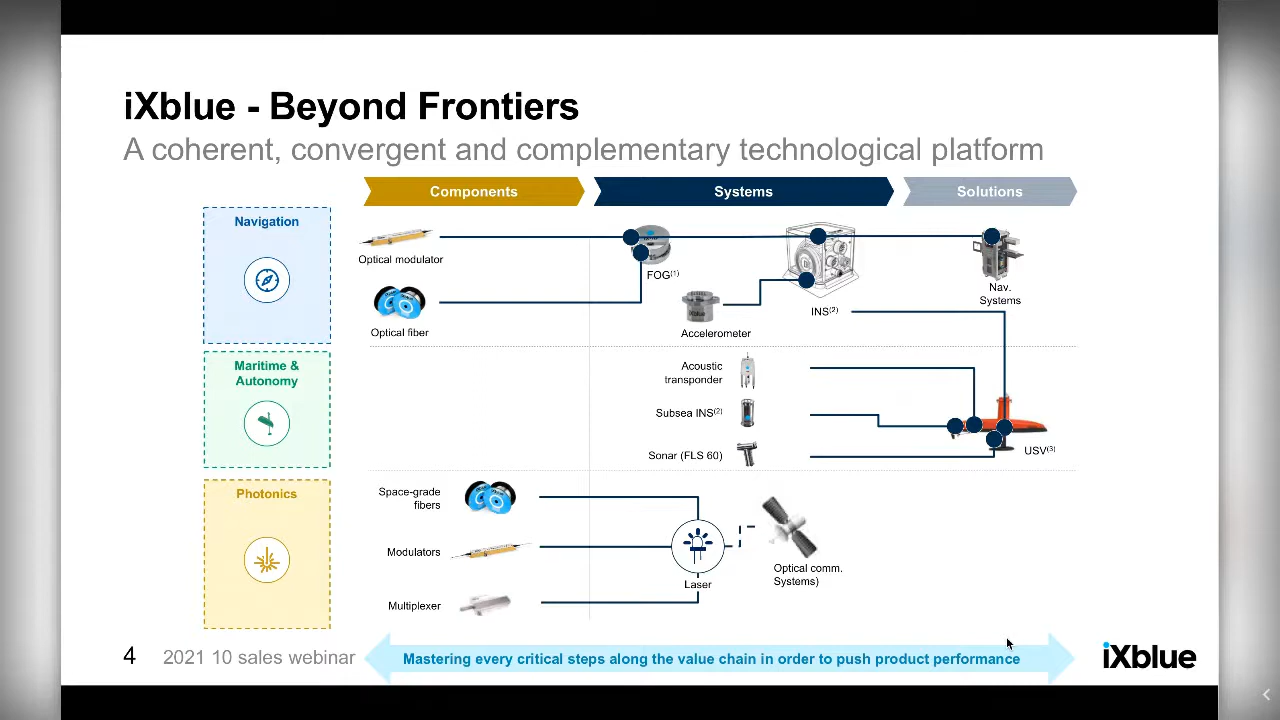 iXblue - Beyond Frontiers
A coherent, convergent and complementary technological platform
Components
Systems
Solutions
Navigation
Optical modulator
FOG(1)
Nav.
Systems
INS(2)
Optical fiber
Accelerometer
Maritime &
Autonomy
Acoustic
transponder
Subsea INS(2)
Sonar (FLS 60)
USV(3)
Photonics
Space-grade
fibers
Modulators
Optical comm.
Systems)
Laser
Multiplexer
4
2021 10 sales webinar
Mastering every critical steps along the value chain in order to push product performance
iXblue